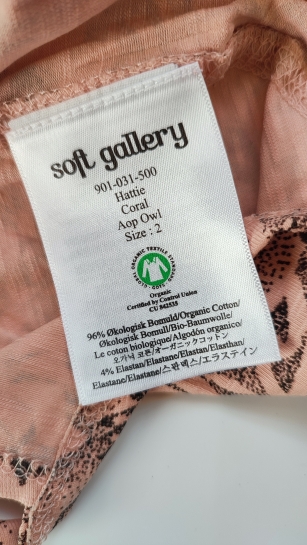 soft gallery
901-031-500
Hattie
Coral
Aop Owl
Size : 2
GLOBAL ORGANIC TEXTILE STANDARD · GOTS ·
Organic
Certified by Control Union
CU 842535
96% Økologisk Bomuld/Organic Cotton/
Økologisk Bomull/Bio-Baumwolle/
Le coton biologique/Algodón organico/
오가닉 코튼/オーガニックコットン
4% Elastan/Elastane/Elastan/Elasthan/
Elastane/Elastane/스판덱스/エラステイン